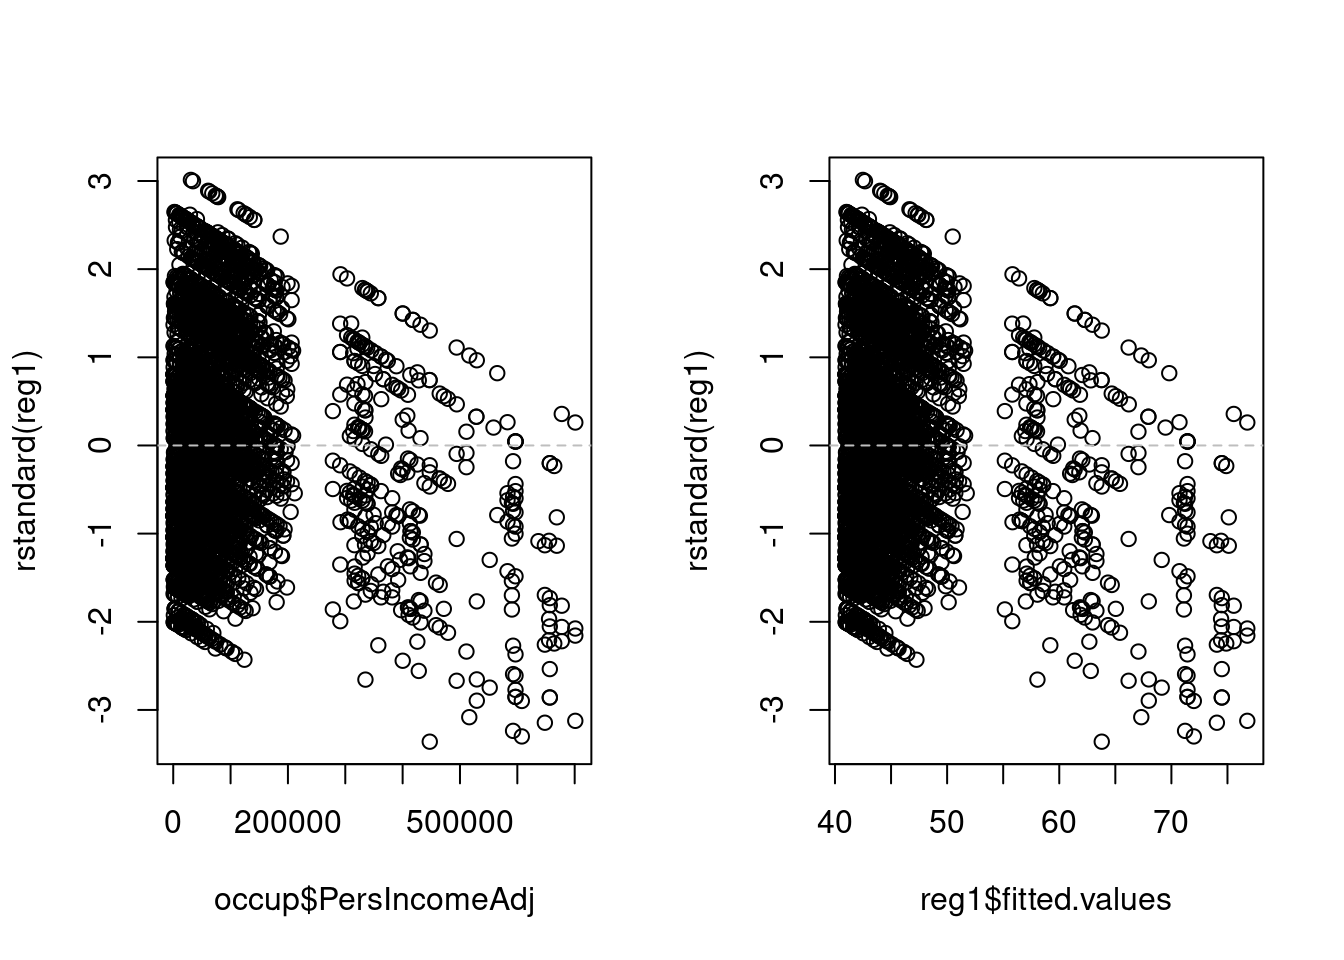 rstandard(reg1)
3
2
1
0
-1
-2
-3
0 200000 500000
occup$PersIncomeAdj
rstandard(reg1)
3
2
1
0
-1
-2
-3
40 50 60 70
reg1$fitted.values